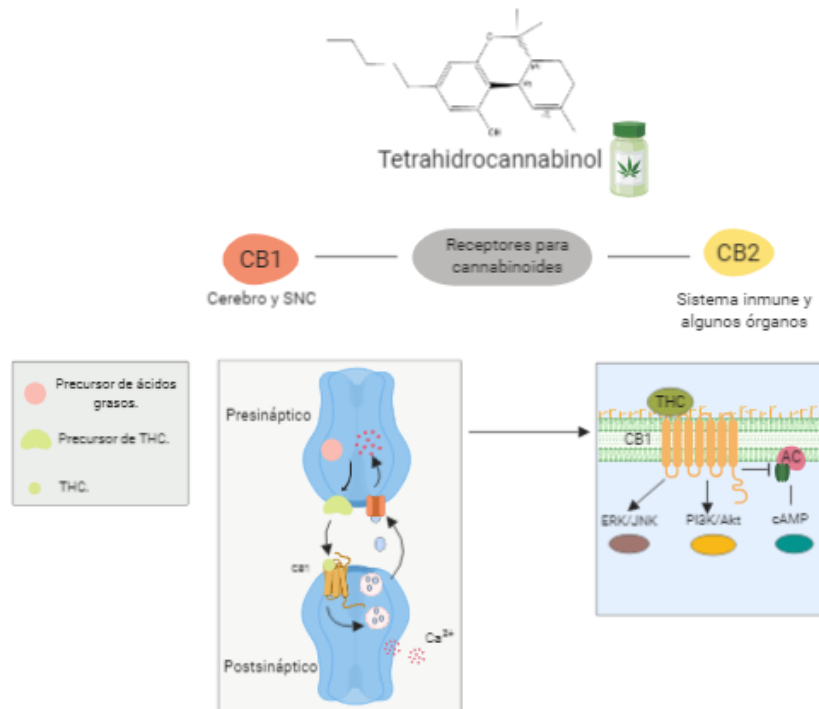 Tetrahidrocannabinol
CB1
Receptores para
cannabinoides
CB2
Cerebro y SNC
Sistema inmune y
algunos órganos
Precursor de ácidos
grasos.
Precursor de THC.
THC.
Presináptico
CB1
Ca²⁺
Postsináptico
THC
CB1
AC
ERK/JNK
PI3K/Akt
cAMP